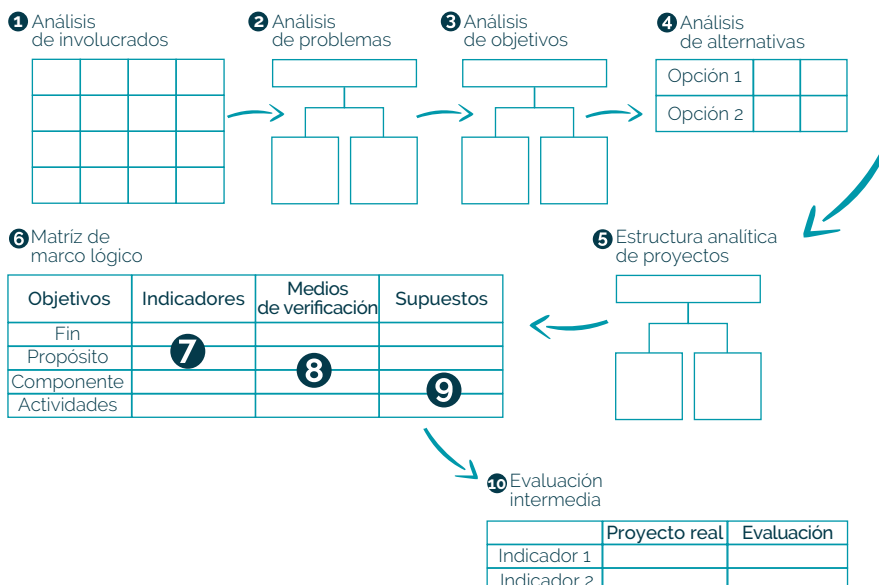 1 Análisis
de involucrados
2 Análisis
de problemas
3 Análisis
de objetivos
4 Análisis
de alternativas
Opción 1
Opción 2
5 Estructura analítica
de proyectos
6 Matríz de
marco lógico
Objetivos
Indicadores
Medios
de verificación
Supuestos
Fin
Propósito
Componente
Actividades
7
8
9
10 Evaluación
intermedia
Proyecto real
Evaluación
Indicador 1
Indicador 2